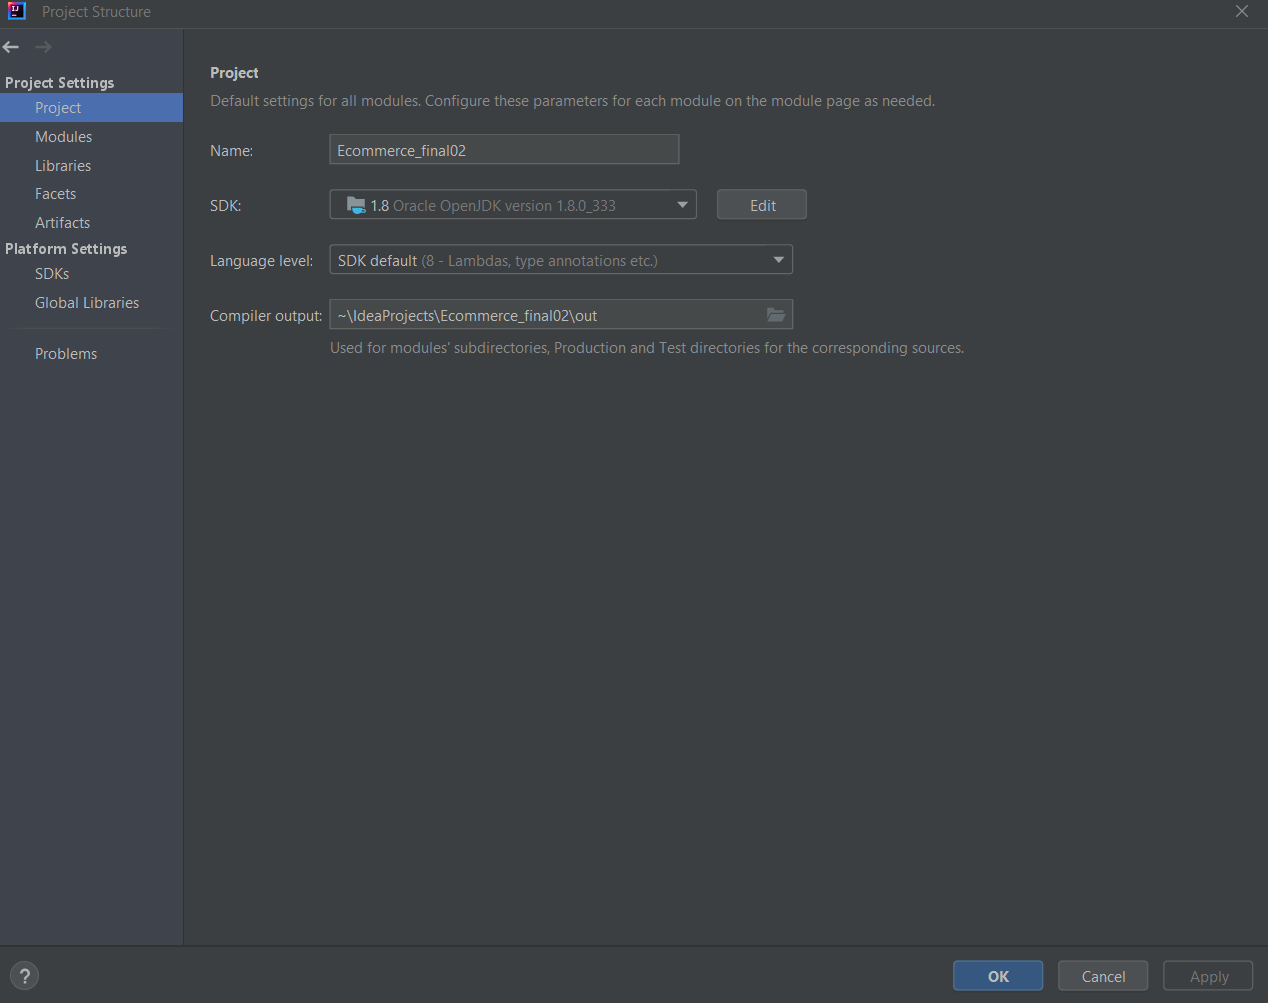 Project Structure
Project Settings
Project
Modules
Libraries
Facets
Artifacts
Platform Settings
SDKs
Global Libraries
Problems
Project
Default settings for all modules. Configure these parameters for each module on the module page as needed.
Name: Ecommerce_final02
SDK: 1.8 Oracle OpenJDK version 1.8.0_333 Edit
Language level: SDK default (8 - Lambdas, type annotations etc.)
Compiler output: ~\IdeaProjects\Ecommerce_final02\out
Used for modules' subdirectories, Production and Test directories for the corresponding sources.
? OK Cancel Apply